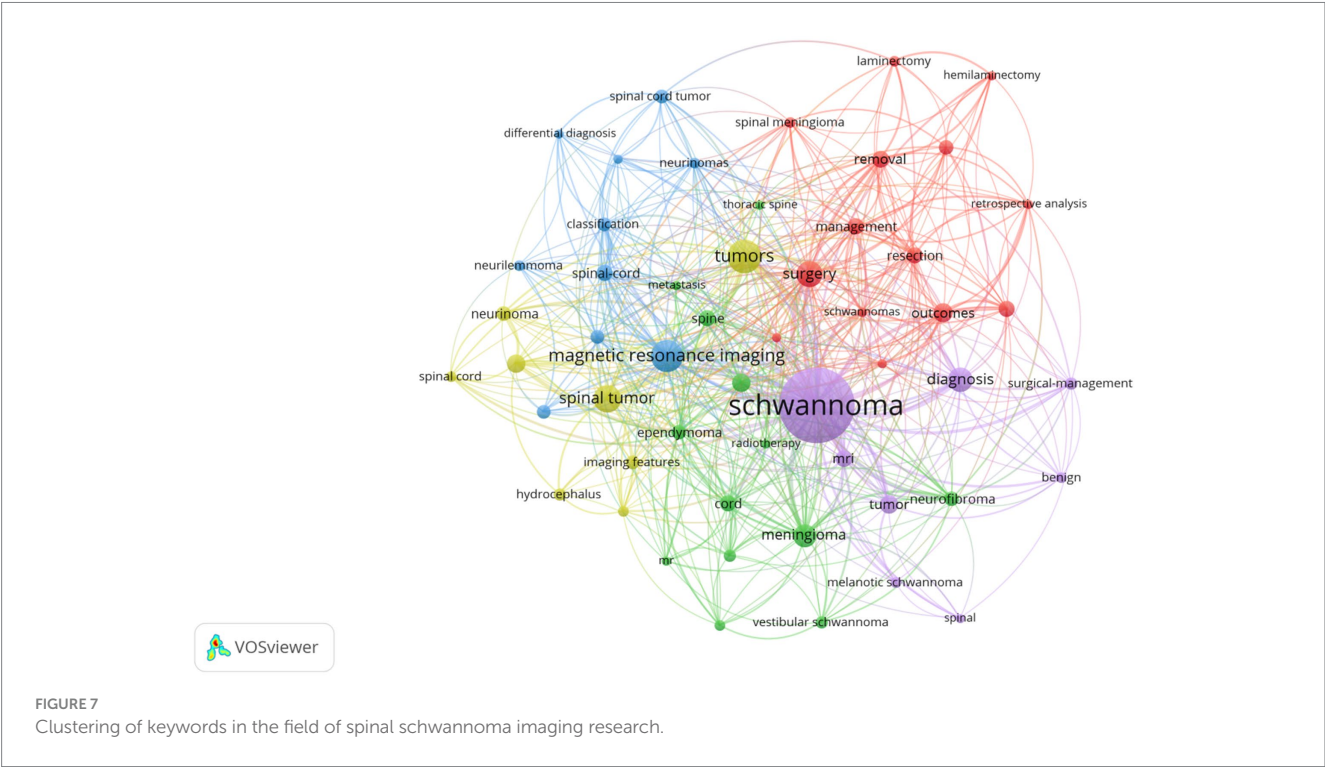 laminectomy
hemilaminectomy
spinal cord tumor
spinal meningioma
differential diagnosis
neurinomas
removal
thoracic spine
retrospective analysis
classification
management
tumors
resection
neurilemmoma
spinal-cord
surgery
metastasis
neurinoma
spine
schwannomas
outcomes
magnetic resonance imaging
spinal cord
diagnosis
surgical-management
spinal tumor
schwannoma
ependymoma
radiotherapy
imaging features
mri
benign
hydrocephalus
cord
tumor
neurofibroma
meningioma
mr
melanotic schwannoma
vestibular schwannoma
spinal
VOSviewer
FIGURE 7
Clustering of keywords in the field of spinal schwannoma imaging research.